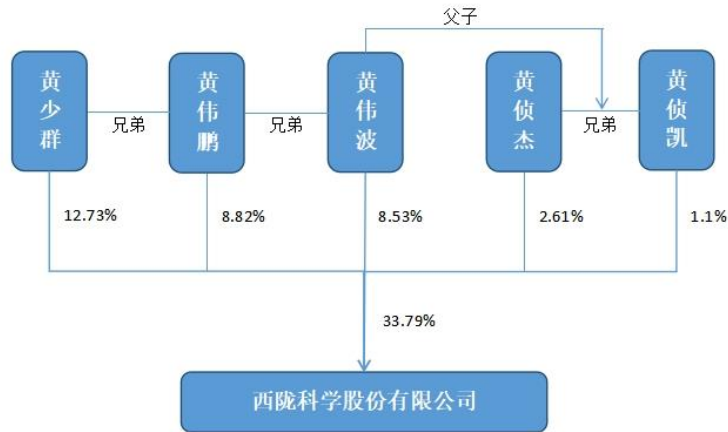 父子
黄少群
黄伟鹏
黄伟波
黄侦杰
黄侦凯
兄弟
兄弟
兄弟
12.73%
8.82%
8.53%
2.61%
1.1%
33.79%
西陇科学股份有限公司